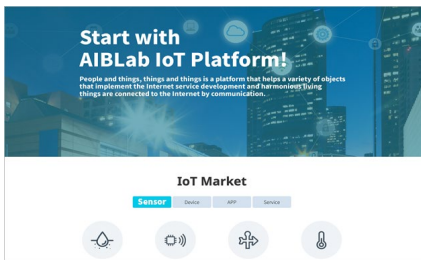 Start with
AIBLab IoT Platform!
People and things, things and things is a platform that helps a variety of objects
that implement the Internet service development and harmonious living
things are connected to the Internet by communication.
IoT Market
Sensor Device APP Service